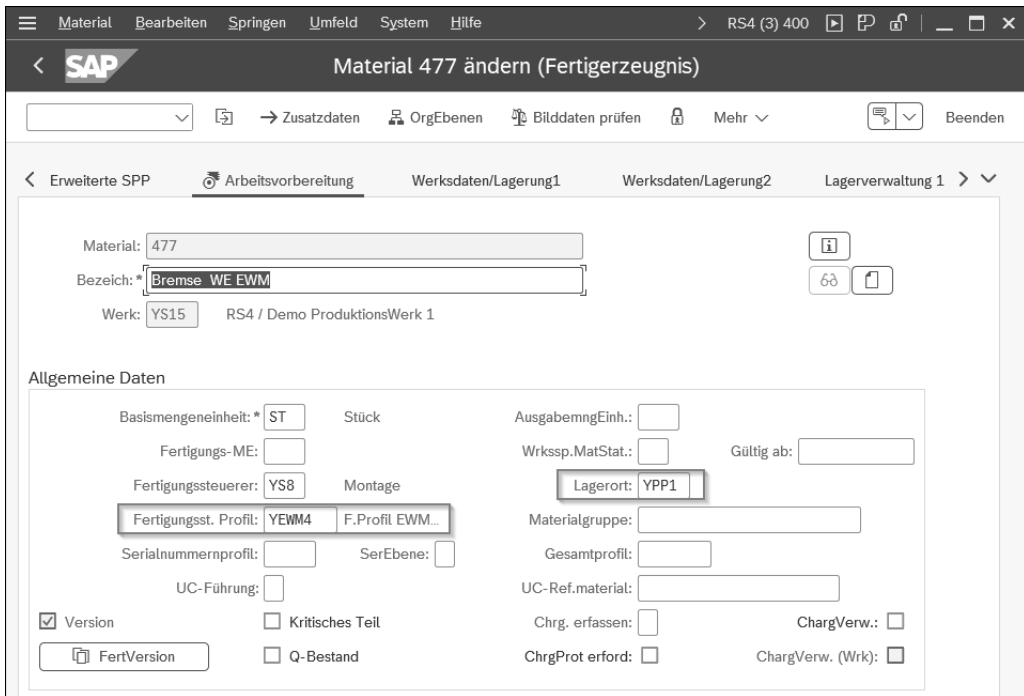 Material Bearbeiten Springen Umfeld System Hilfe RS4 (3) 400
SAP Material 477 ändern (Fertigerzeugnis)
Zusatzdaten OrgEbenen Bilddaten prüfen Mehr Beenden
Erweiterte SPP Arbeitsvorbereitung Werksdaten/Lagerung1 Werksdaten/Lagerung2 Lagerverwaltung 1
Material: 477
Bezeich: * Bremse WE EWM
Werk: YS15 RS4 / Demo ProduktionsWerk 1
Allgemeine Daten
Basismengeneinheit: * ST Stück AusgabemngEinh.:
Fertigungs-ME: Wrkssp.MatStat.: Gültig ab:
Fertigungssteuerer: YS8 Montage Lagerort: YPP1
Fertigungsst. Profil: YEWM4 F.Profil EWM... Materialgruppe:
Serialnummernprofil: SerEbene: Gesamtprofil:
UC-Führung: UC-Ref.material:
Version Kritisches Teil Chrg. erfassen: ChargVerw.:
FertVersion Q-Bestand ChrgProt erford: ChargVerw. (Wrk):